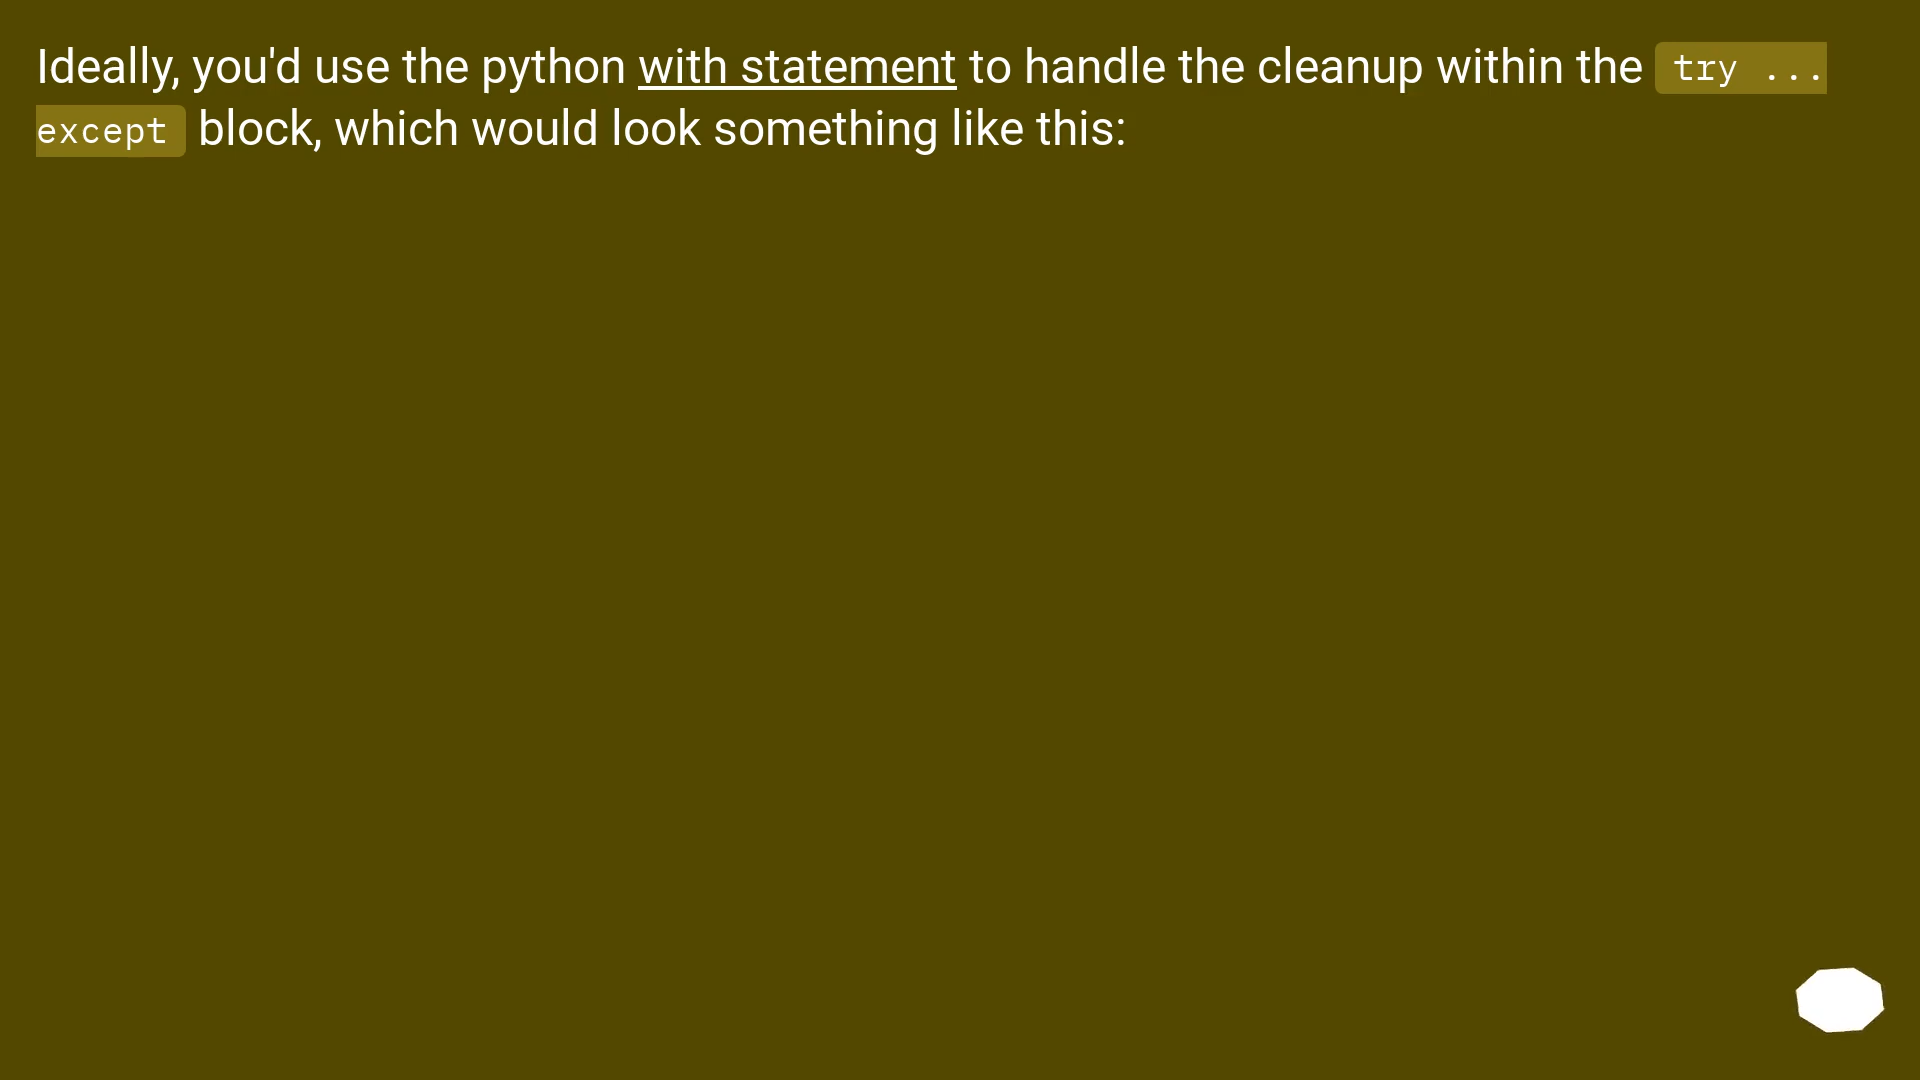 Ideally, you'd use the python with statement to handle the cleanup within the try ...
except block, which would look something like this: